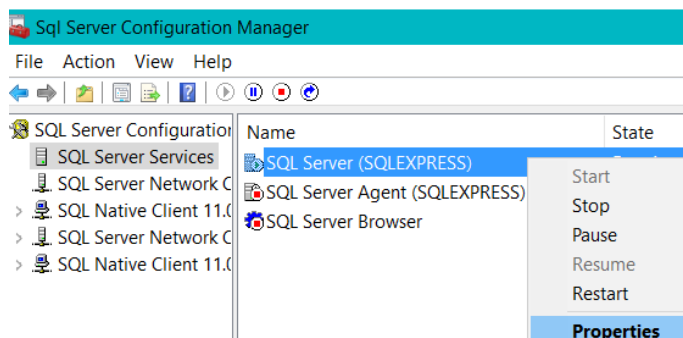 Sql Server Configuration Manager
File Action View Help
SQL Server Configuration
SQL Server Services
SQL Server Network C
SQL Native Client 11.0
SQL Server Network C
SQL Native Client 11.0
Name State
SQL Server (SQLEXPRESS)
SQL Server Agent (SQLEXPRESS)
SQL Server Browser
Start
Stop
Pause
Resume
Restart
Properties